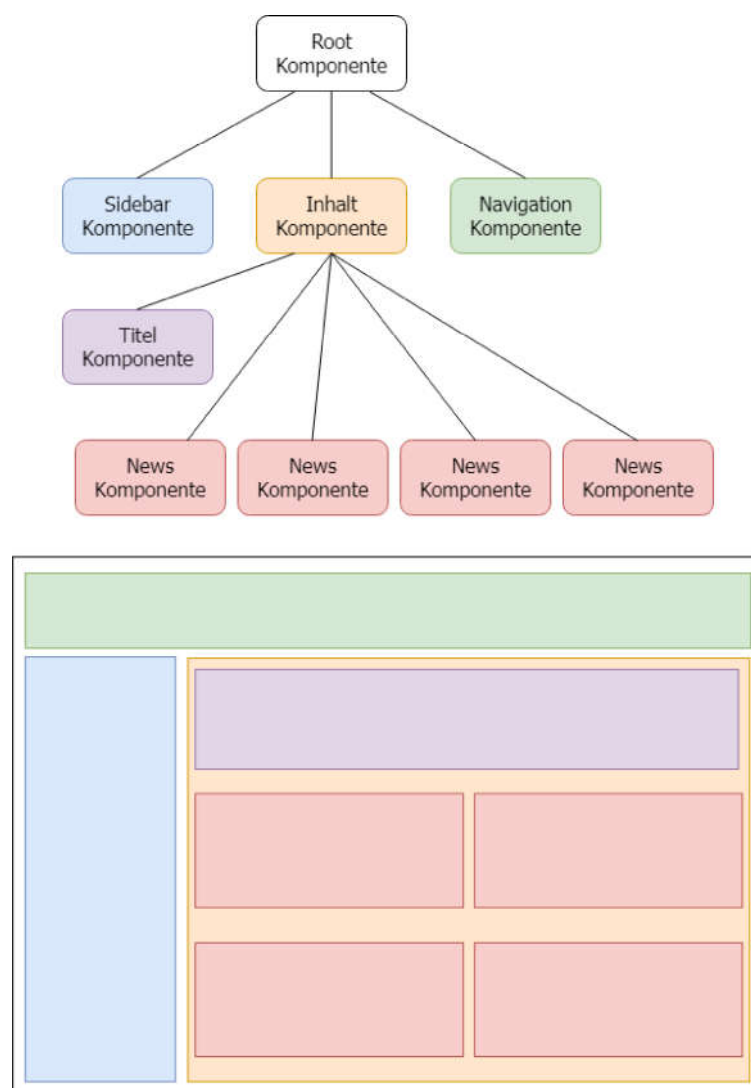 Root
Komponente
Sidebar
Komponente
Inhalt
Komponente
Navigation
Komponente
Titel
Komponente
News
Komponente
News
Komponente
News
Komponente
News
Komponente